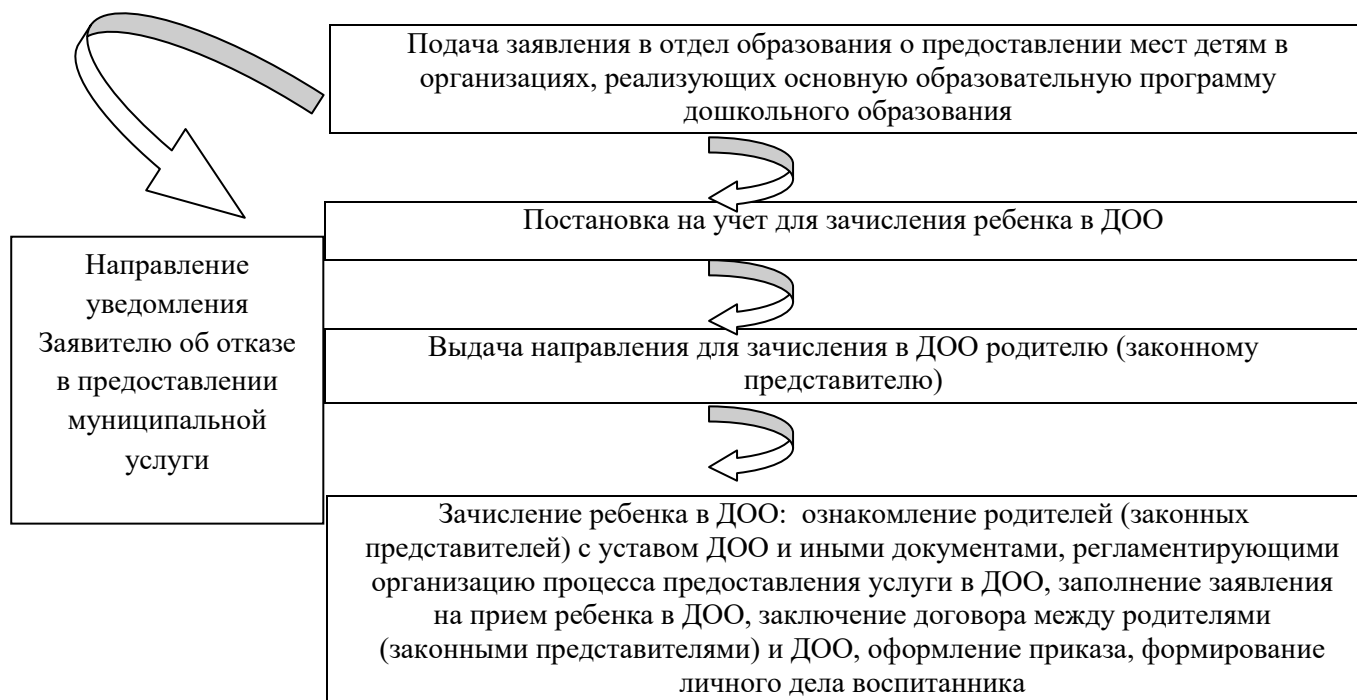 Подача заявления в отдел образования о предоставлении мест детям в
организациях, реализующих основную образовательную программу
дошкольного образования
Постановка на учет для зачисления ребенка в ДОО
Направление
уведомления
Заявителю об отказе
в предоставлении
муниципальной
услуги
Выдача направления для зачисления в ДОО родителю (законному
представителю)
Зачисление ребенка в ДОО: ознакомление родителей (законных
представителей) с уставом ДОО и иными документами, регламентирующими
организацию процесса предоставления услуги в ДОО, заполнение заявления
на прием ребенка в ДОО, заключение договора между родителями
(законными представителями) и ДОО, оформление приказа, формирование
личного дела воспитанника